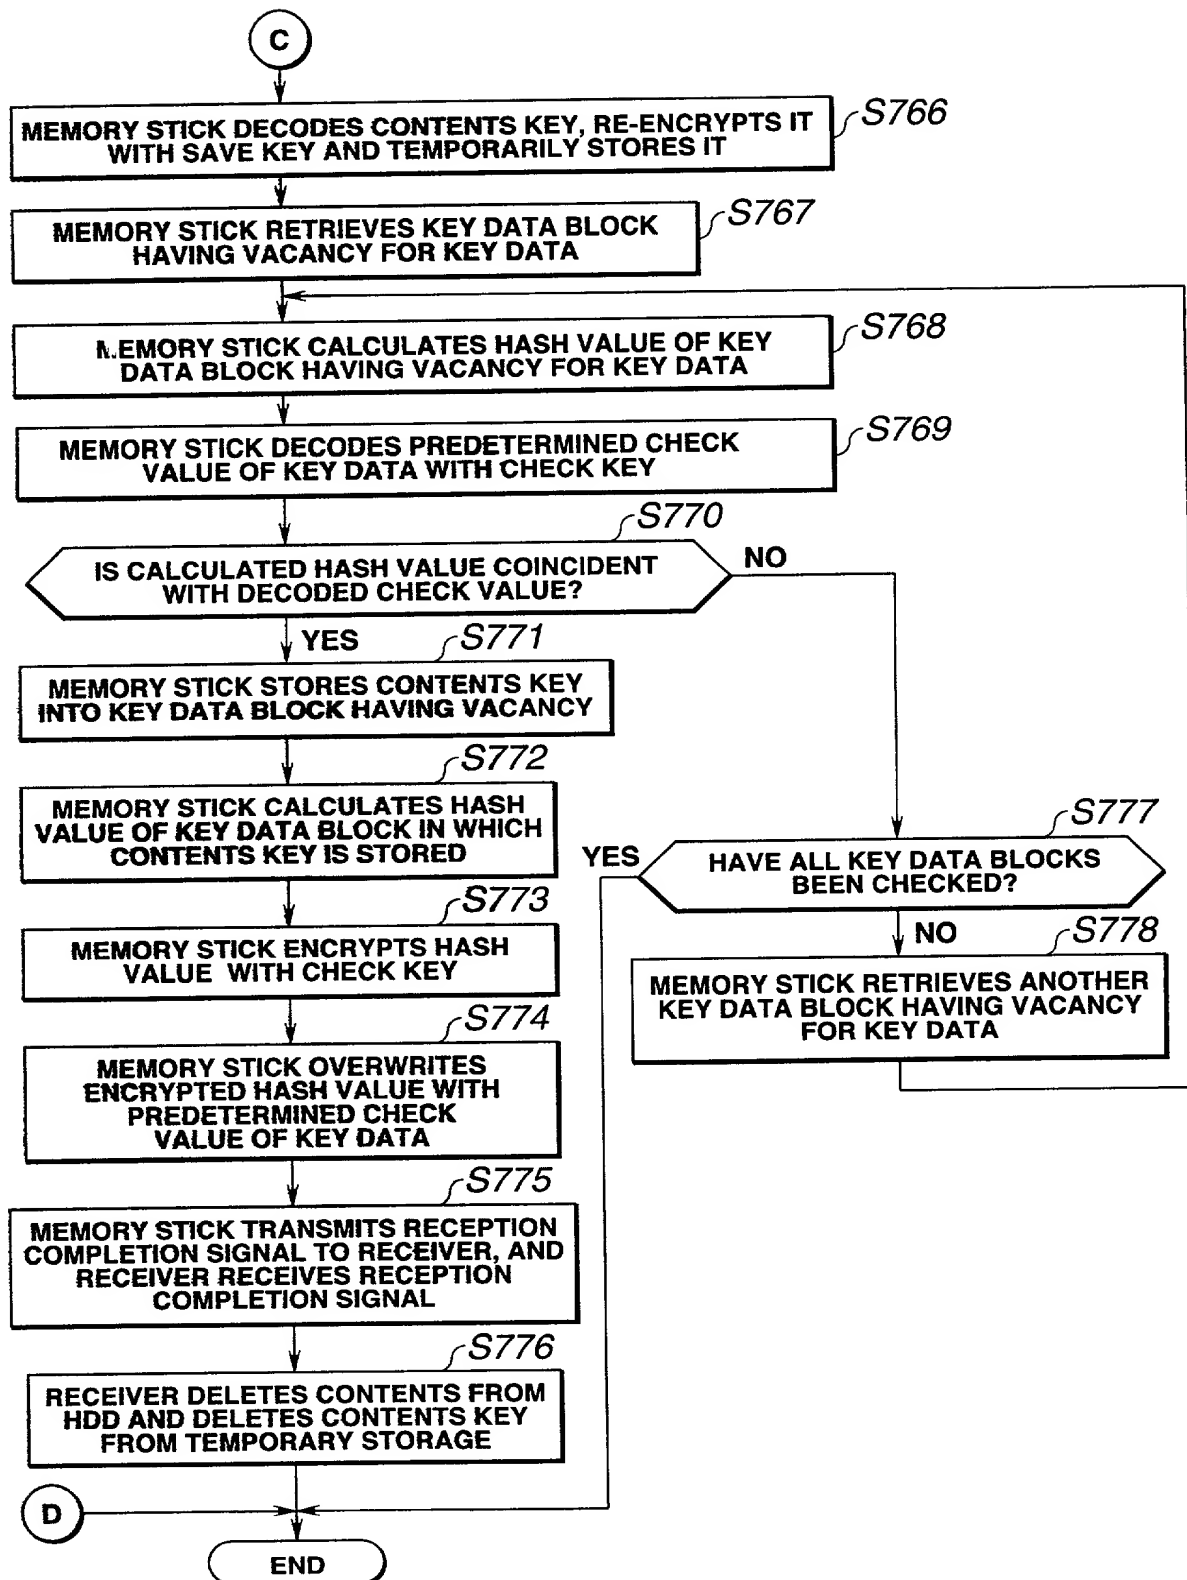 C
MEMORY STICK DECODES CONTENTS KEY, RE-ENCRYPTS IT
WITH SAVE KEY AND TEMPORARILY STORES IT
S766
MEMORY STICK RETRIEVES KEY DATA BLOCK
HAVING VACANCY FOR KEY DATA
S767
MEMORY STICK CALCULATES HASH VALUE OF KEY
DATA BLOCK HAVING VACANCY FOR KEY DATA
S768
MEMORY STICK DECODES PREDETERMINED CHECK
VALUE OF KEY DATA WITH CHECK KEY
S769
S770
IS CALCULATED HASH VALUE COINCIDENT
WITH DECODED CHECK VALUE?
NO
YES
S771
MEMORY STICK STORES CONTENTS KEY
INTO KEY DATA BLOCK HAVING VACANCY
S772
MEMORY STICK CALCULATES HASH
VALUE OF KEY DATA BLOCK IN WHICH
CONTENTS KEY IS STORED
S777
HAVE ALL KEY DATA BLOCKS
BEEN CHECKED?
YES
NO
S773
MEMORY STICK ENCRYPTS HASH
VALUE WITH CHECK KEY
S778
MEMORY STICK RETRIEVES ANOTHER
KEY DATA BLOCK HAVING VACANCY
FOR KEY DATA
S774
MEMORY STICK OVERWRITES
ENCRYPTED HASH VALUE WITH
PREDETERMINED CHECK
VALUE OF KEY DATA
S775
MEMORY STICK TRANSMITS RECEPTION
COMPLETION SIGNAL TO RECEIVER, AND
RECEIVER RECEIVES RECEPTION
COMPLETION SIGNAL
S776
RECEIVER DELETES CONTENTS FROM
HDD AND DELETES CONTENTS KEY
FROM TEMPORARY STORAGE
D
END